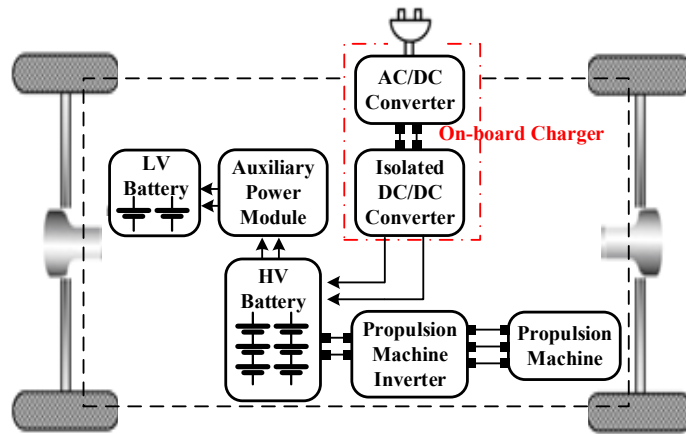 AC/DC
Converter
On-board Charger
LV
Battery
Auxiliary
Power
Module
Isolated
DC/DC
Converter
HV
Battery
Propulsion
Machine
Inverter
Propulsion
Machine